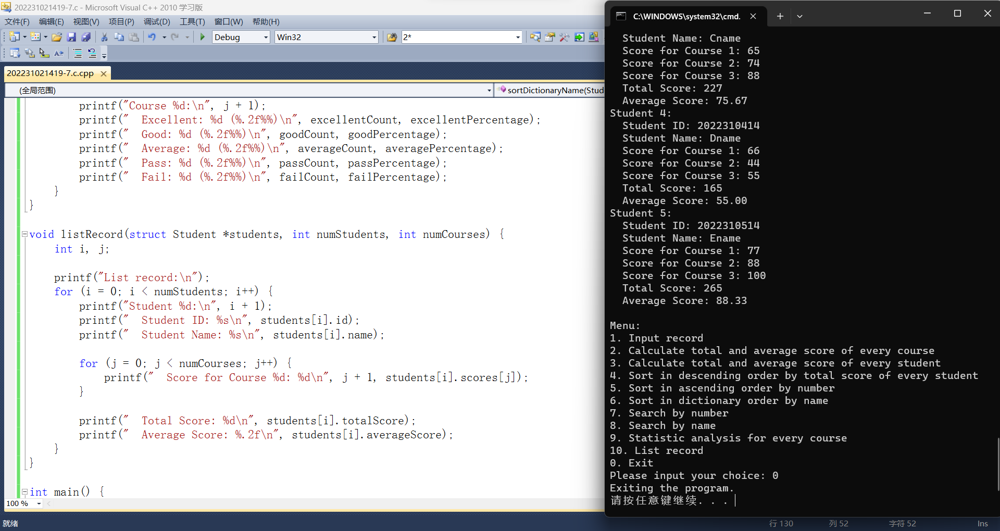 202231021419-7.c - Microsoft Visual C++ 2010 学习版
文件(F) 编辑(E) 视图(V) 项目(P) 调试(D) 工具(T) 窗口(W) 帮助(H)
Debug Win32 2*
202231021419-7.c.cpp
(全局范围) sortDictionaryName(Stud
printf("Course %d:\n", j + 1);
printf("  Excellent: %d (%.2f%%)\n", excellentCount, excellentPercentage);
printf("  Good: %d (%.2f%%)\n", goodCount, goodPercentage);
printf("  Average: %d (%.2f%%)\n", averageCount, averagePercentage);
printf("  Pass: %d (%.2f%%)\n", passCount, passPercentage);
printf("  Fail: %d (%.2f%%)\n", failCount, failPercentage);
}
}
void listRecord(struct Student *students, int numStudents, int numCourses) {
int i, j;
printf("List record:\n");
for (i = 0; i < numStudents; i++) {
printf("Student %d:\n", i + 1);
printf("  Student ID: %s\n", students[i].id);
printf("  Student Name: %s\n", students[i].name);
for (j = 0; j < numCourses; j++) {
printf("  Score for Course %d: %d\n", j + 1, students[i].scores[j]);
}
printf("  Total Score: %d\n", students[i].totalScore);
printf("  Average Score: %.2f\n", students[i].averageScore);
}
}
int main() {
100 %
就绪
行 130 列 52 字符 52 Ins
C:\WINDOWS\system32\cmd.
Student Name: Cname
Score for Course 1: 65
Score for Course 2: 74
Score for Course 3: 88
Total Score: 227
Average Score: 75.67
Student 4:
Student ID: 2022310414
Student Name: Dname
Score for Course 1: 66
Score for Course 2: 44
Score for Course 3: 55
Total Score: 165
Average Score: 55.00
Student 5:
Student ID: 2022310514
Student Name: Ename
Score for Course 1: 77
Score for Course 2: 88
Score for Course 3: 100
Total Score: 265
Average Score: 88.33
Menu:
1. Input record
2. Calculate total and average score of every course
3. Calculate total and average score of every student
4. Sort in descending order by total score of every student
5. Sort in ascending order by number
6. Sort in dictionary order by name
7. Search by number
8. Search by name
9. Statistic analysis for every course
10. List record
0. Exit
Please input your choice: 0
Exiting the program.
请按任意键继续. . .